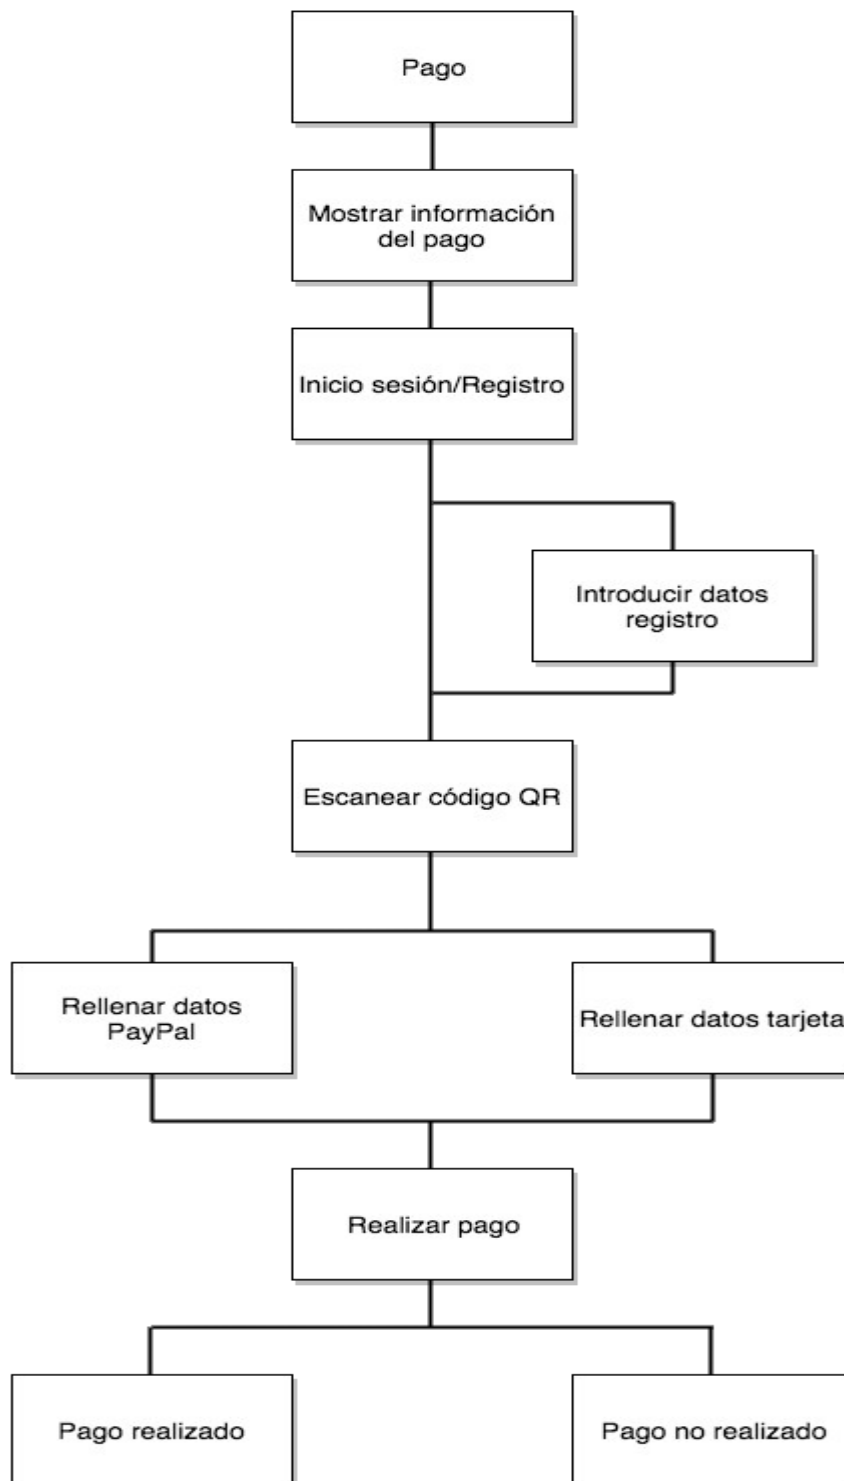 Pago
Mostrar información
del pago
Inicio sesión/Registro
Introducir datos
registro
Escanear código QR
Rellenar datos
PayPal
Rellenar datos tarjeta
Realizar pago
Pago realizado
Pago no realizado